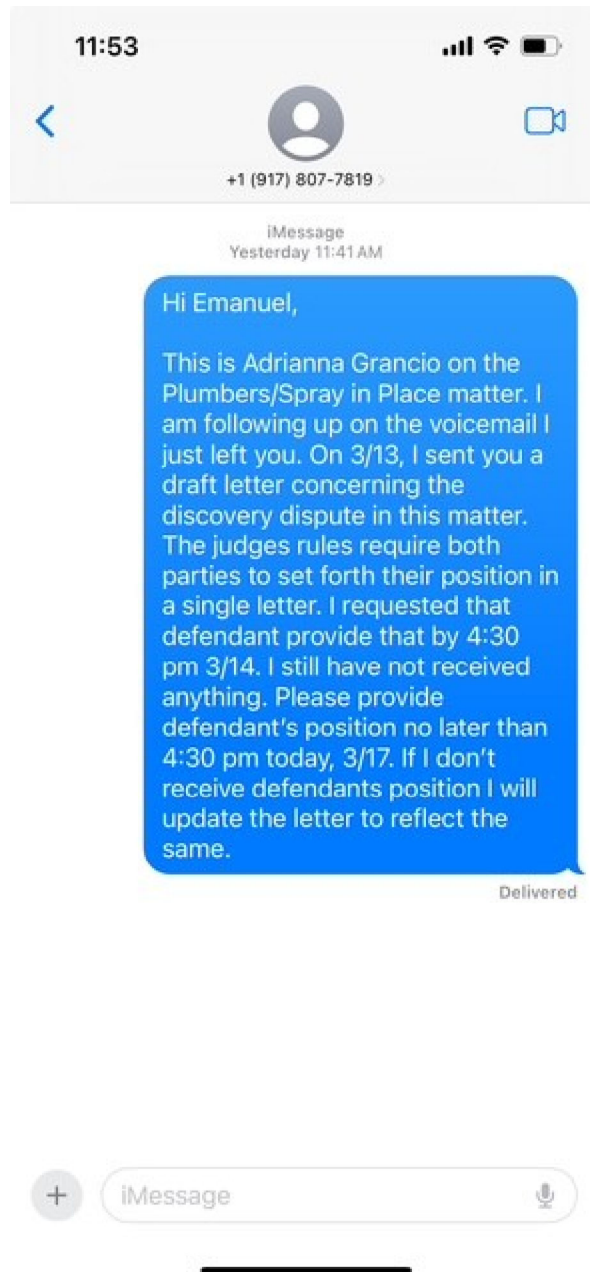 11:53
+1 (917) 807-7819
iMessage
Yesterday 11:41 AM
Hi Emanuel,
This is Adrianna Grancio on the
Plumbers/Spray in Place matter. I
am following up on the voicemail I
just left you. On 3/13, I sent you a
draft letter concerning the
discovery dispute in this matter.
The judges rules require both
parties to set forth their position in
a single letter. I requested that
defendant provide that by 4:30
pm 3/14. I still have not received
anything. Please provide
defendant’s position no later than
4:30 pm today, 3/17. If I don’t
receive defendants position I will
update the letter to reflect the
same.
Delivered
iMessage